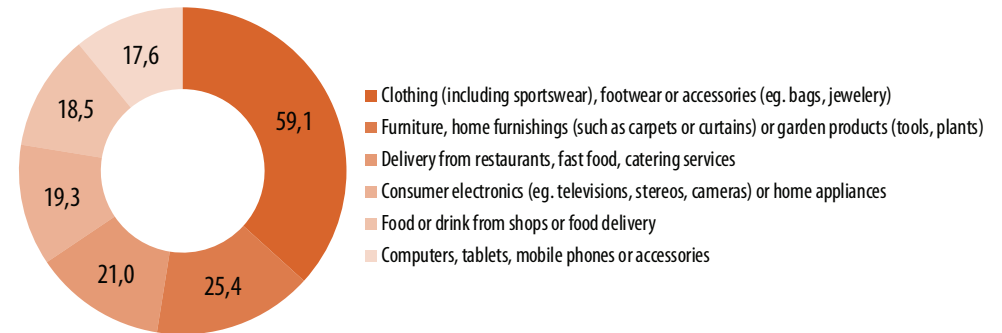 17,6
18,5
59,1
19,3
21,0
25,4
Clothing (including sportswear), footwear or accessories (eg. bags, jewelery)
Furniture, home furnishings (such as carpets or curtains) or garden products (tools, plants)
Delivery from restaurants, fast food, catering services
Consumer electronics (eg. televisions, stereos, cameras) or home appliances
Food or drink from shops or food delivery
Computers, tablets, mobile phones or accessories